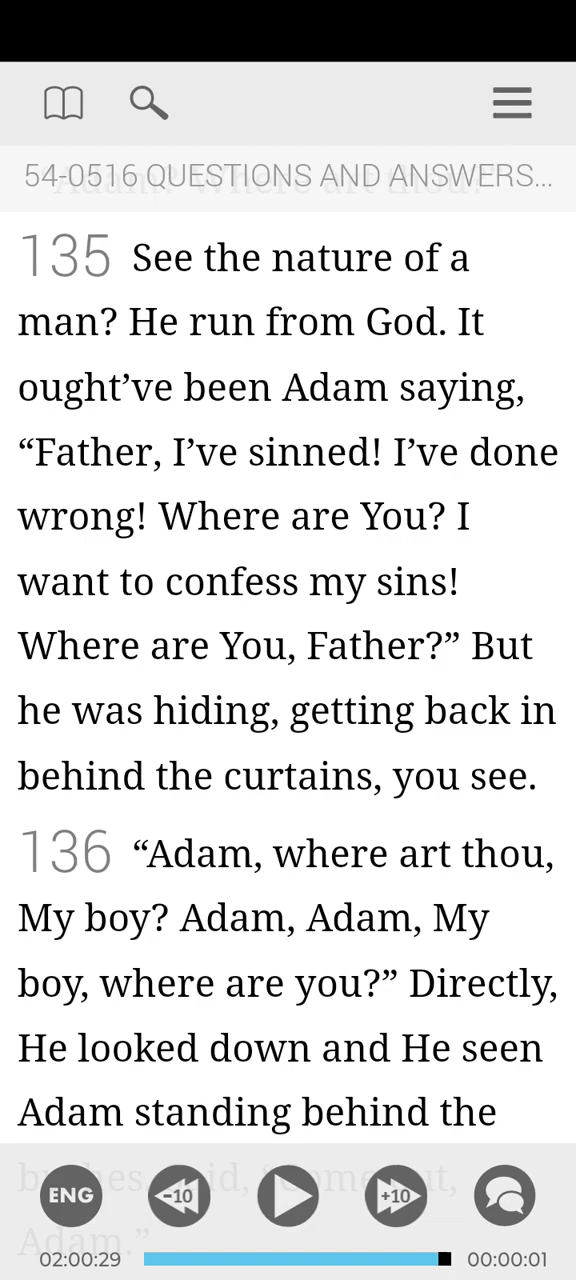 54-0516 QUESTIONS AND ANSWERS...
135 See the nature of a
man? He run from God. It
ought’ve been Adam saying,
“Father, I’ve sinned! I’ve done
wrong! Where are You? I
want to confess my sins!
Where are You, Father?” But
he was hiding, getting back in
behind the curtains, you see.
136 “Adam, where art thou,
My boy? Adam, Adam, My
boy, where are you?” Directly,
He looked down and He seen
Adam standing behind the
ENG -10 +10
Adam.”
02:00:29 00:00:01